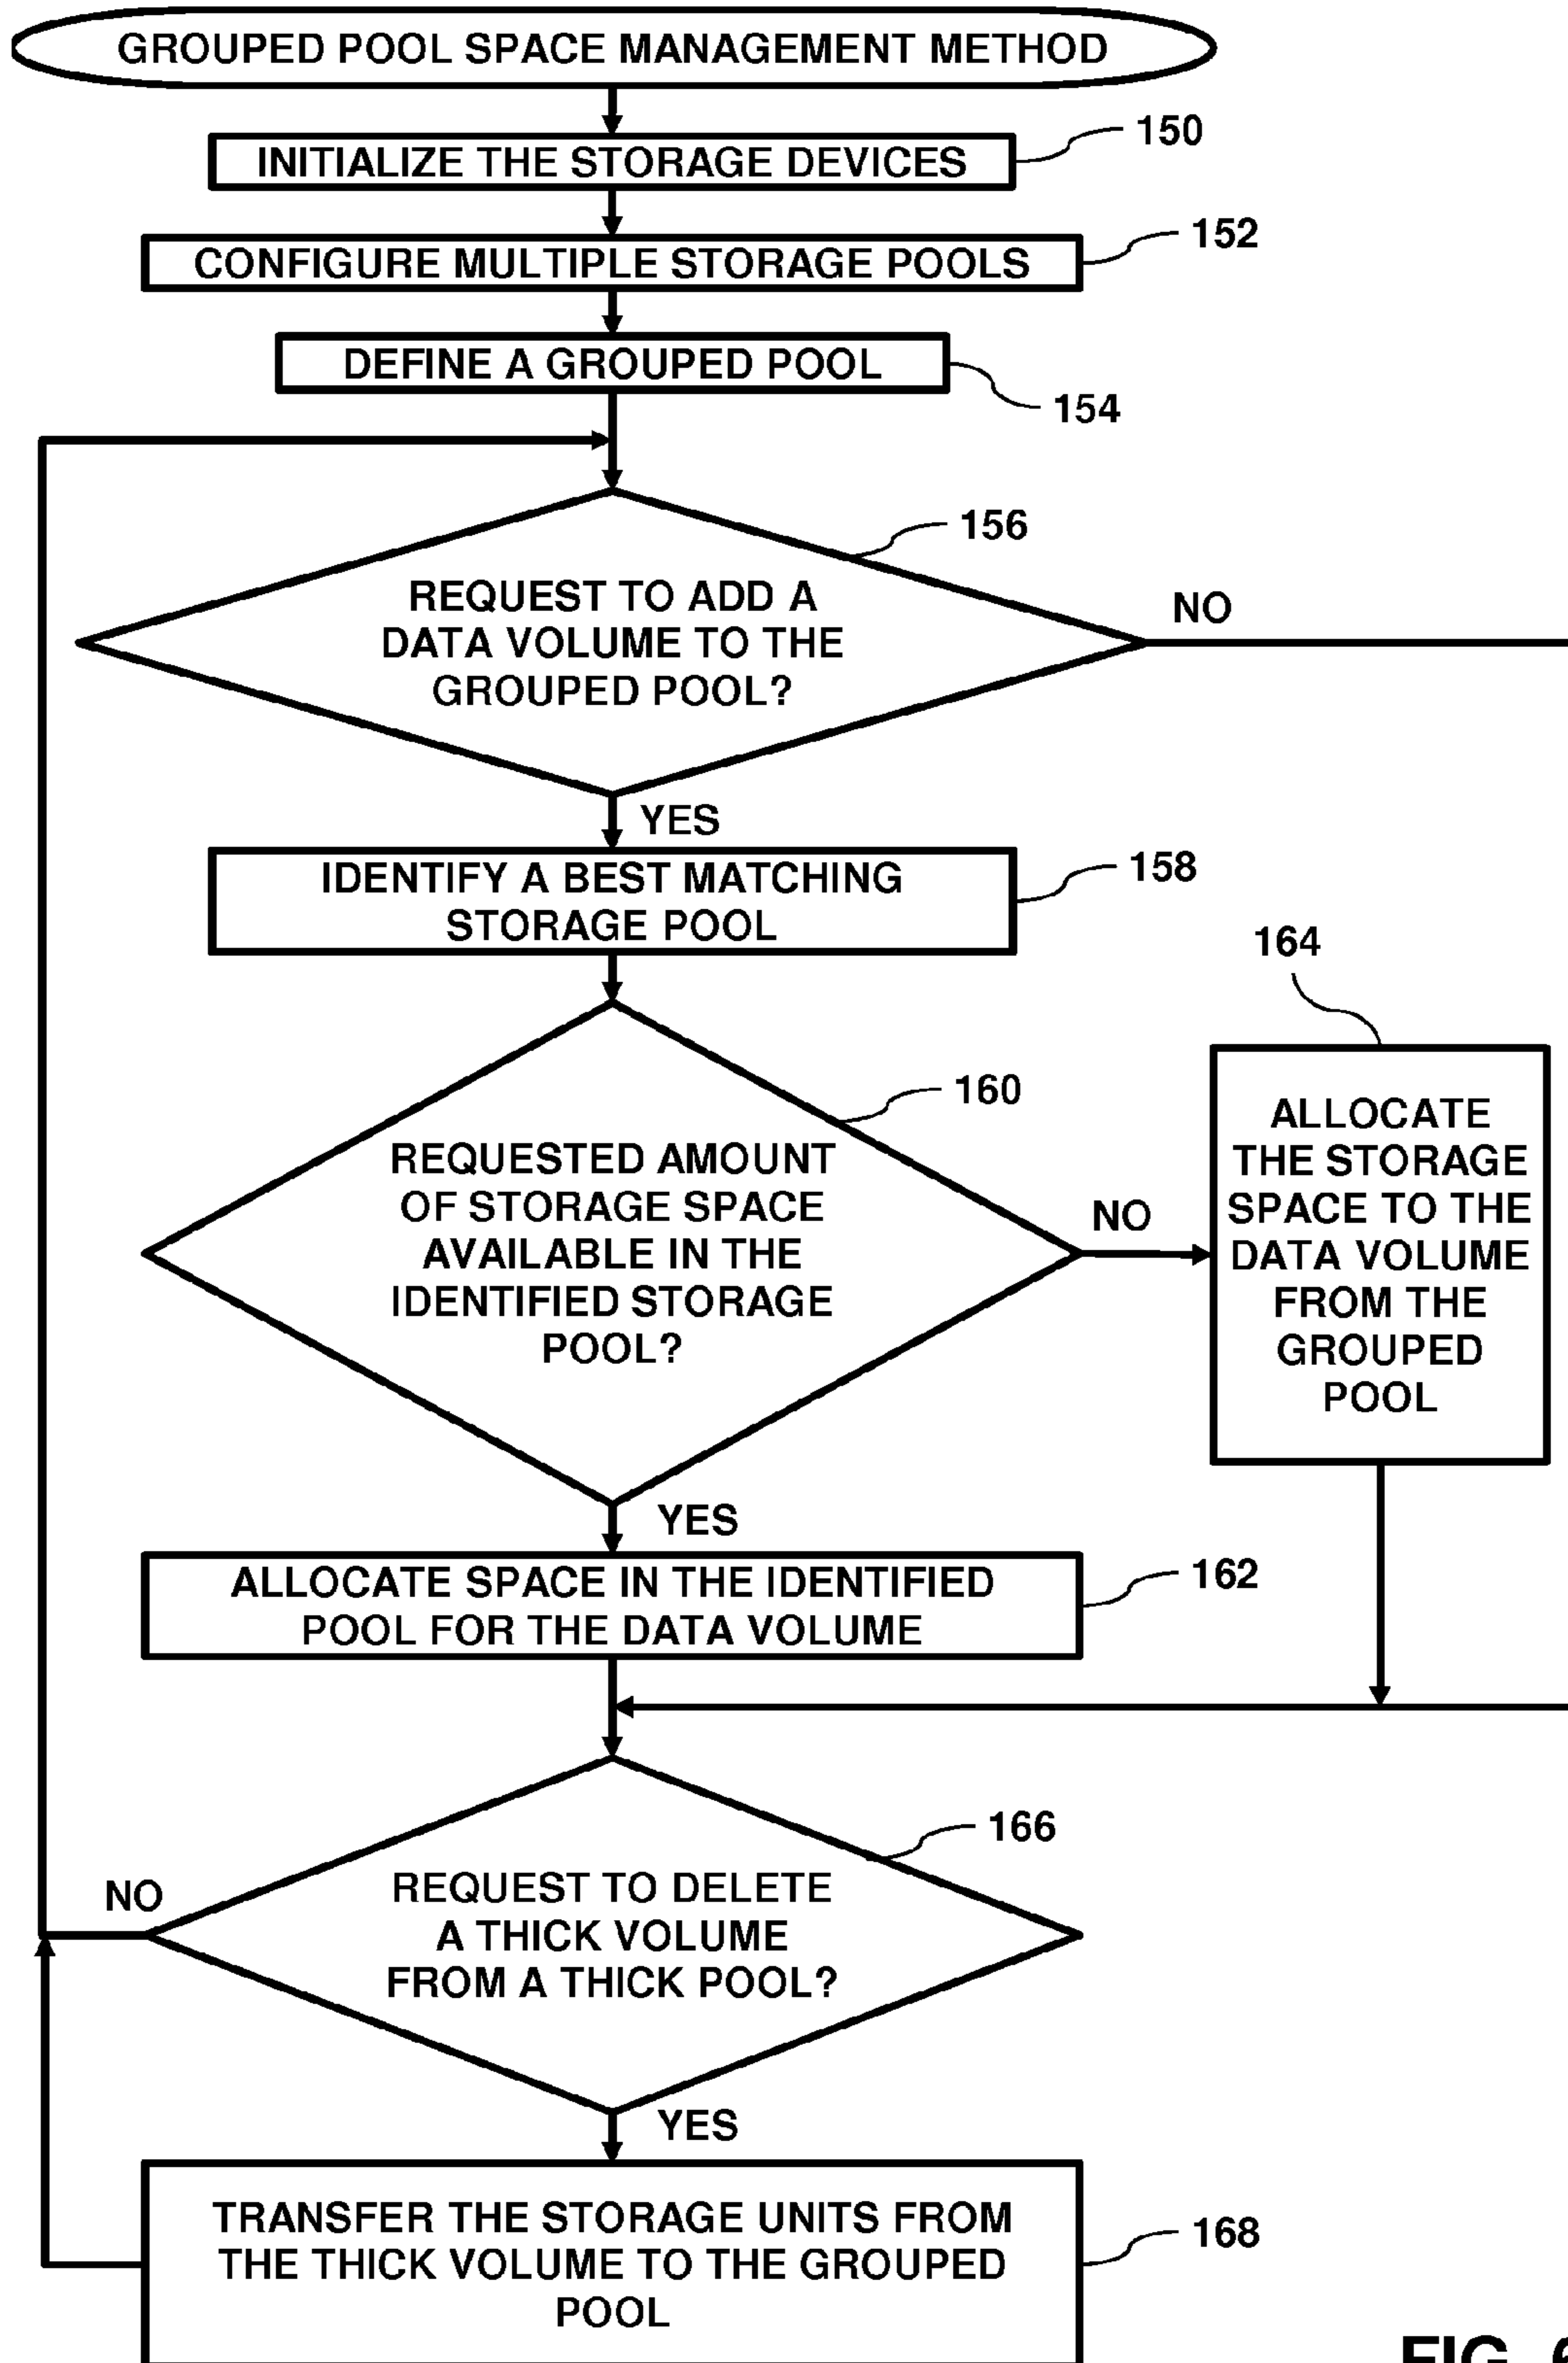 GROUPED POOL SPACE MANAGEMENT METHOD
INITIALIZE THE STORAGE DEVICES
150
CONFIGURE MULTIPLE STORAGE POOLS
152
DEFINE A GROUPED POOL
154
156
REQUEST TO ADD A
DATA VOLUME TO THE
GROUPED POOL?
NO
YES
IDENTIFY A BEST MATCHING
STORAGE POOL
158
160
REQUESTED AMOUNT
OF STORAGE SPACE
AVAILABLE IN THE
IDENTIFIED STORAGE
POOL?
NO
164
ALLOCATE
THE STORAGE
SPACE TO THE
DATA VOLUME
FROM THE
GROUPED
POOL
YES
ALLOCATE SPACE IN THE IDENTIFIED
POOL FOR THE DATA VOLUME
162
166
REQUEST TO DELETE
A THICK VOLUME
FROM A THICK POOL?
NO
YES
TRANSFER THE STORAGE UNITS FROM
THE THICK VOLUME TO THE GROUPED
POOL
168
FIG.